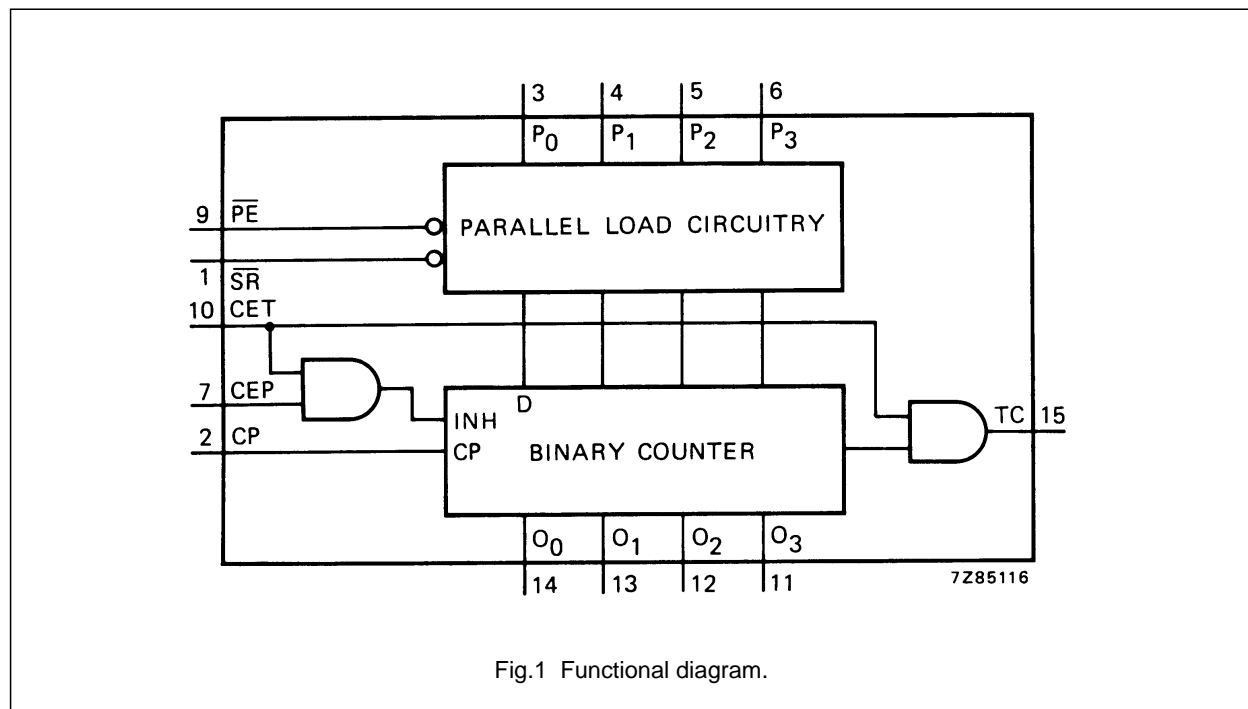 3 4 5 6
P0 P1 P2 P3
9 PE
PARALLEL LOAD CIRCUITRY
1 SR
10 CET
7 CEP
D
INH
TC 15
2 CP
CP
BINARY COUNTER
O0 O1 O2 O3
14 13 12 11
7Z85116
Fig.1 Functional diagram.